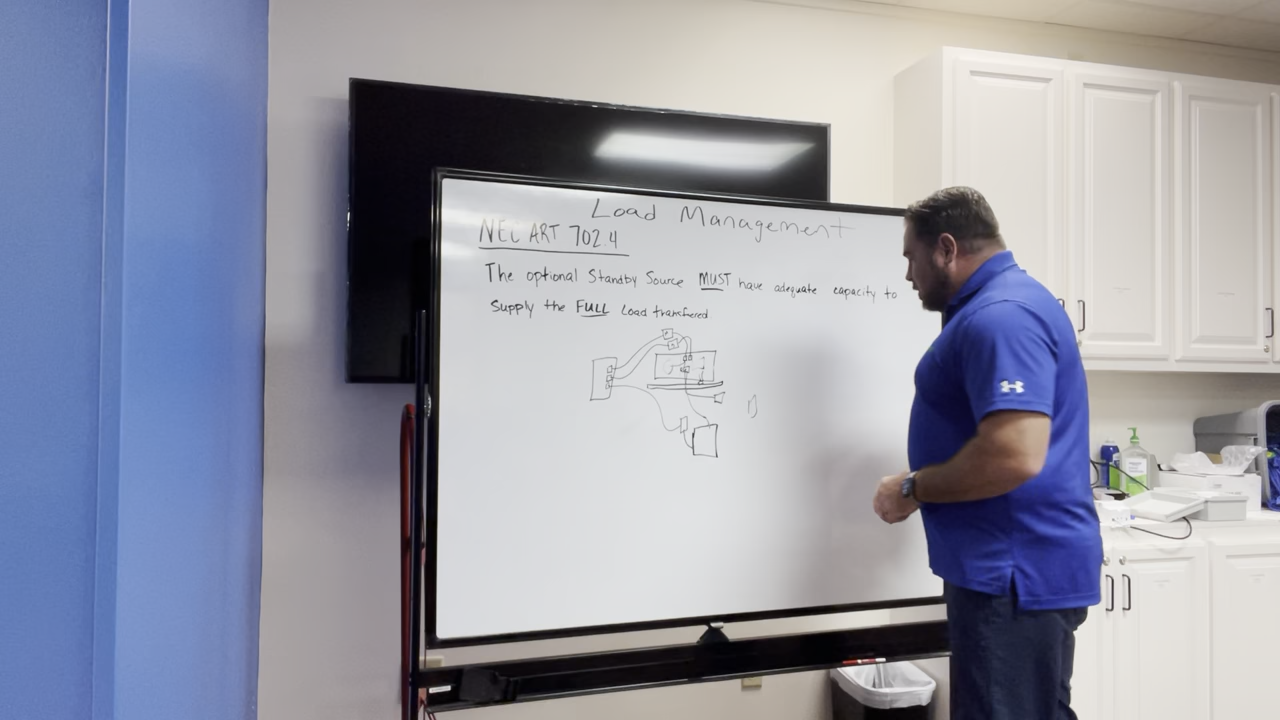 Load Management
NEC ART 702.4
The optional Standby Source MUST have adequate capacity to
Supply the FULL Load transfered